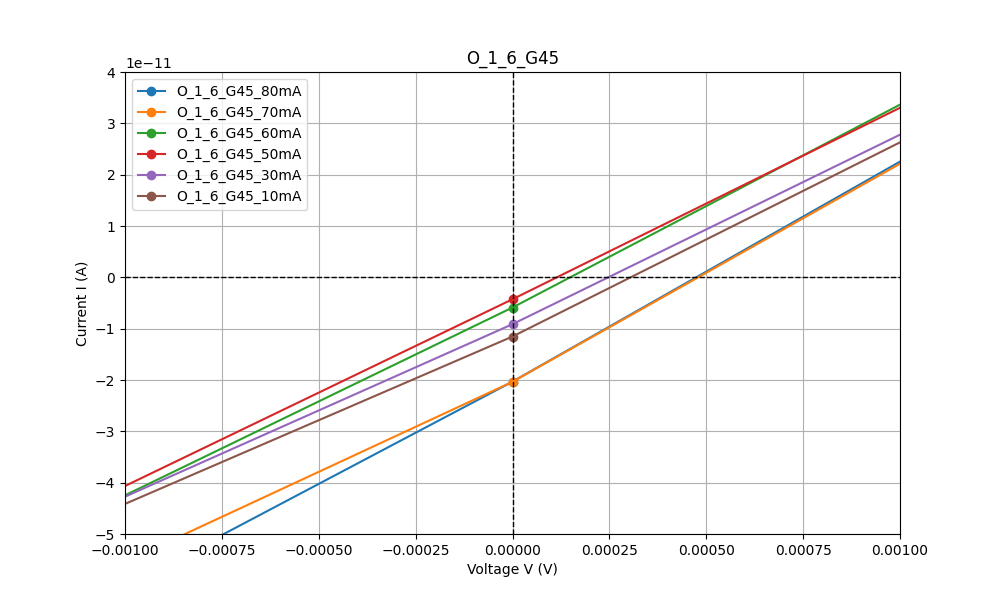 O_1_6_G45
1e−11
4
3
2
1
0
−1
−2
−3
−4
−5
Current I (A)
O_1_6_G45_80mA
O_1_6_G45_70mA
O_1_6_G45_60mA
O_1_6_G45_50mA
O_1_6_G45_30mA
O_1_6_G45_10mA
−0.00100 −0.00075 −0.00050 −0.00025 0.00000 0.00025 0.00050 0.00075 0.00100
Voltage V (V)